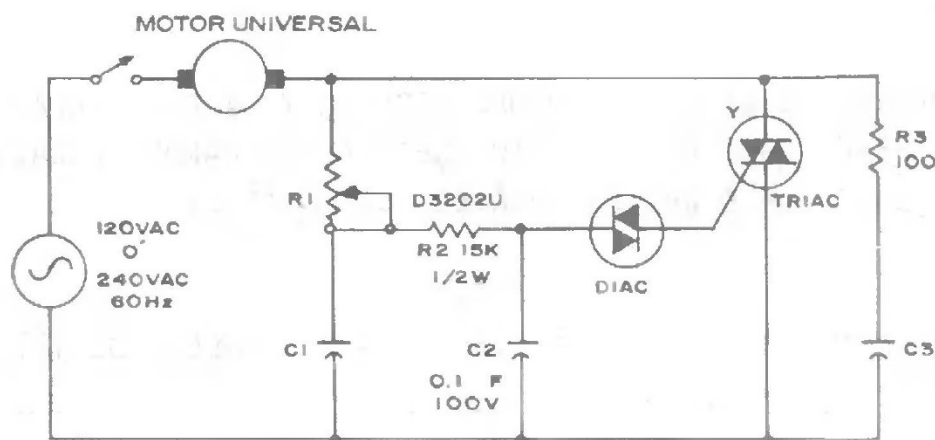 MOTOR UNIVERSAL
Y
R3
100
TRIAC
R1
D3202U
R2 15K
1/2W
DIAC
120VAC
O'
240VAC
60Hz
C1
C2
0.1 F
100V
C3